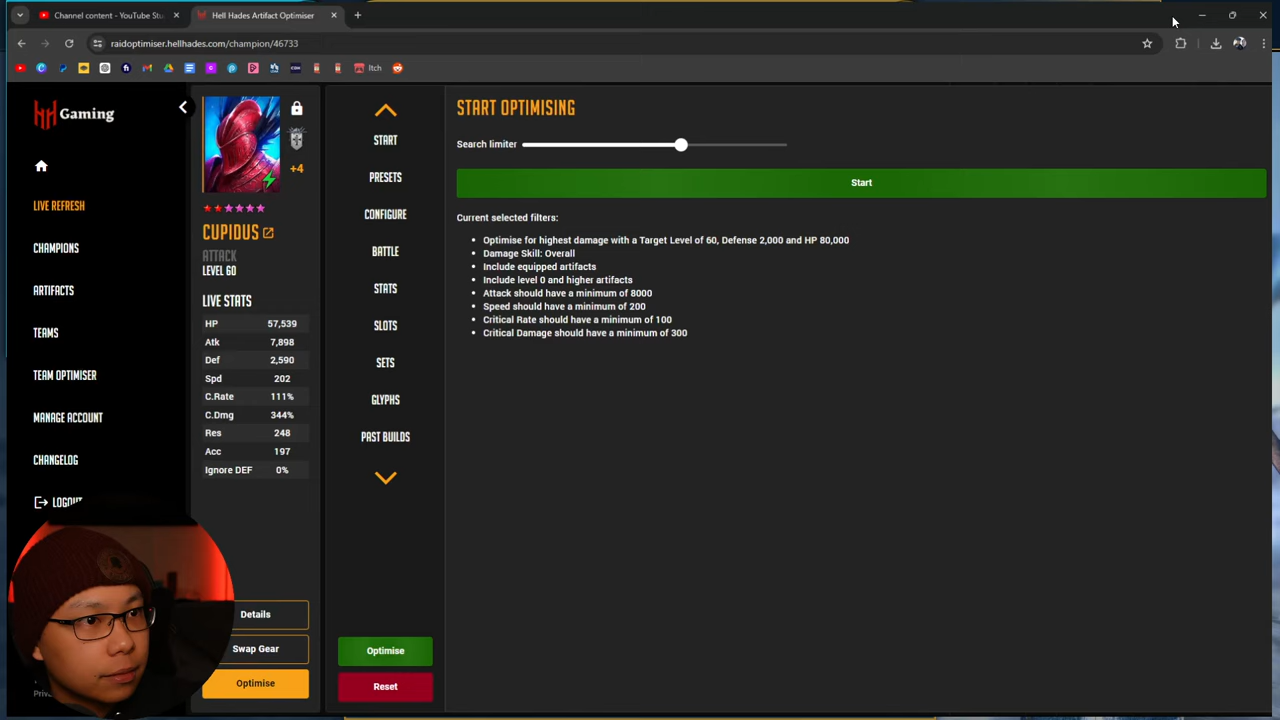 Channel content - YouTube Stu
Hell Hades Artifact Optimiser
raidoptimiser.hellhades.com/champion/46733
Itch
Gaming
LIVE REFRESH
CHAMPIONS
ARTIFACTS
TEAMS
TEAM OPTIMISER
MANAGE ACCOUNT
CHANGELOG
LOGOUT
+4
CUPIDUS
ATTACK
LEVEL 60
LIVE STATS
HP 57,539
Atk 7,898
Def 2,590
Spd 202
C.Rate 111%
C.Dmg 344%
Res 248
Acc 197
Ignore DEF 0%
Details
Swap Gear
Optimise
START
PRESETS
CONFIGURE
BATTLE
STATS
SLOTS
SETS
GLYPHS
PAST BUILDS
Optimise
Reset
START OPTIMISING
Search limiter
Start
Current selected filters:
Optimise for highest damage with a Target Level of 60, Defense 2,000 and HP 80,000
Damage Skill: Overall
Include equipped artifacts
Include level 0 and higher artifacts
Attack should have a minimum of 8000
Speed should have a minimum of 200
Critical Rate should have a minimum of 100
Critical Damage should have a minimum of 300